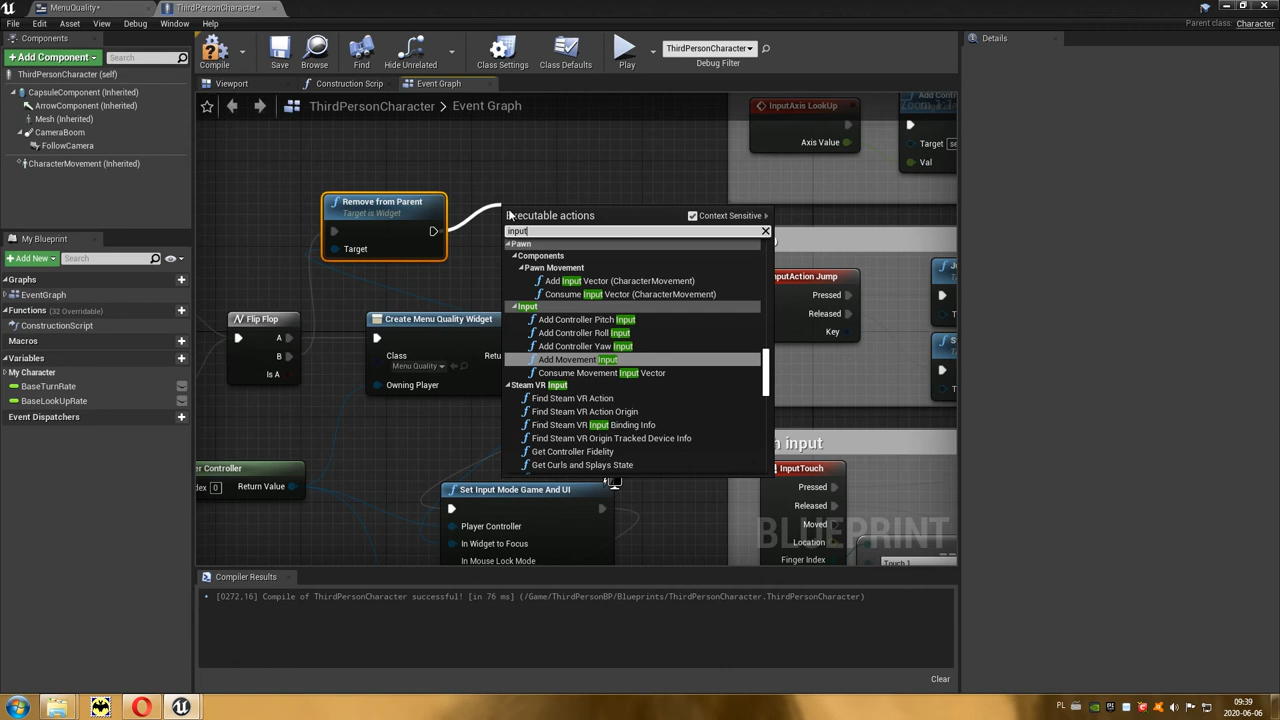 MenuQuality*
ThirdPersonCharacter*
File Edit Asset View Debug Window Help
Parent class: Character
Components
Add Component
Search
ThirdPersonCharacter (self)
CapsuleComponent (Inherited)
ArrowComponent (Inherited)
Mesh (Inherited)
CameraBoom
FollowCamera
CharacterMovement (Inherited)
My Blueprint
Add New
Search
Graphs
EventGraph
Functions (32 Overridable)
ConstructionScript
Macros
Variables
My Character
BaseTurnRate
BaseLookUpRate
Event Dispatchers
Compile
Save
Browse
Find
Hide Unrelated
Class Settings
Class Defaults
Play
ThirdPersonCharacter
Debug Filter
Viewport
Construction Scrip
Event Graph
ThirdPersonCharacter
Event Graph
Remove from Parent
Target is Widget
Target
Flip Flop
A
B
Is A
Create Menu Quality Widget
Class
Menu Quality
Owning Player
er Controller
dex 0
Return Value
Executable actions
Context Sensitive
input
Pawn
Components
Pawn Movement
Add Input Vector (CharacterMovement)
Consume Input Vector (CharacterMovement)
Input
Add Controller Pitch Input
Add Controller Roll Input
Add Controller Yaw Input
Add Movement Input
Consume Movement Input Vector
Steam VR Input
Find Steam VR Action
Find Steam VR Action Origin
Find Steam VR Input Binding Info
Find Steam VR Origin Tracked Device Info
Get Controller Fidelity
Get Curls and Splays State
Set Input Mode Game And UI
Player Controller
In Widget to Focus
In Mouse Lock Mode
InputAxis LookUp
Axis Value
Target
Val
utAction Jump
Pressed
Released
Key
n input
InputTouch
Pressed
Released
Moved
Location
Finger Index
Touch 1
BLUEPRINT
Compiler Results
[0272,16] Compile of ThirdPersonCharacter successful! [in 76 ms] (/Game/ThirdPersonBP/Blueprints/ThirdPersonCharacter.ThirdPersonCharacter)
Clear
Details
PL
09:39
2020-06-06